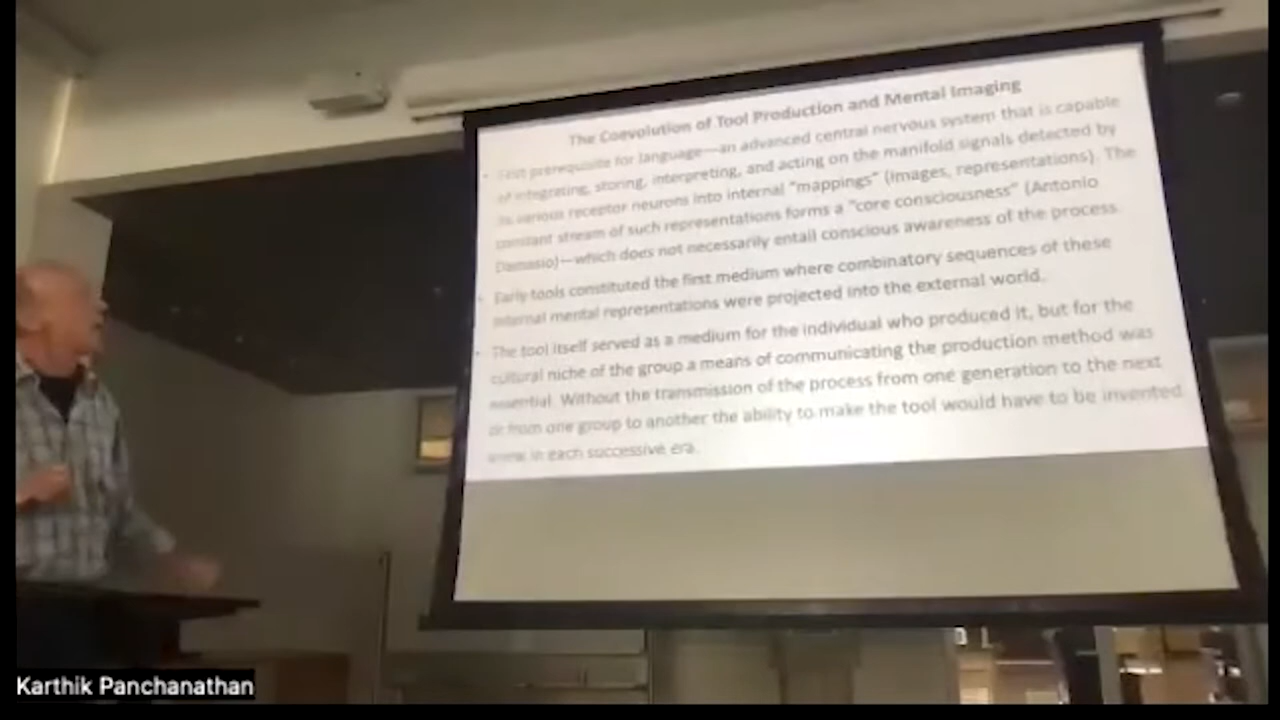 The Coevolution of Tool Production and Mental Imaging
• First prerequisite for language—an advanced central nervous system that is capable
of integrating, storing, interpreting, and acting on the manifold signals detected by
its various receptor neurons into internal "mappings" (images, representations). The
constant stream of such representations forms a "core consciousness" (Antonio
Damasio)—which does not necessarily entail conscious awareness of the process.
• Early tools constituted the first medium where combinatory sequences of these
internal mental representations were projected into the external world.
• The tool itself served as a medium for the individual who produced it, but for the
cultural niche of the group a means of communicating the production method was
essential. Without the transmission of the process from one generation to the next
or from one group to another the ability to make the tool would have to be invented
anew in each successive era.
Karthik Panchanathan